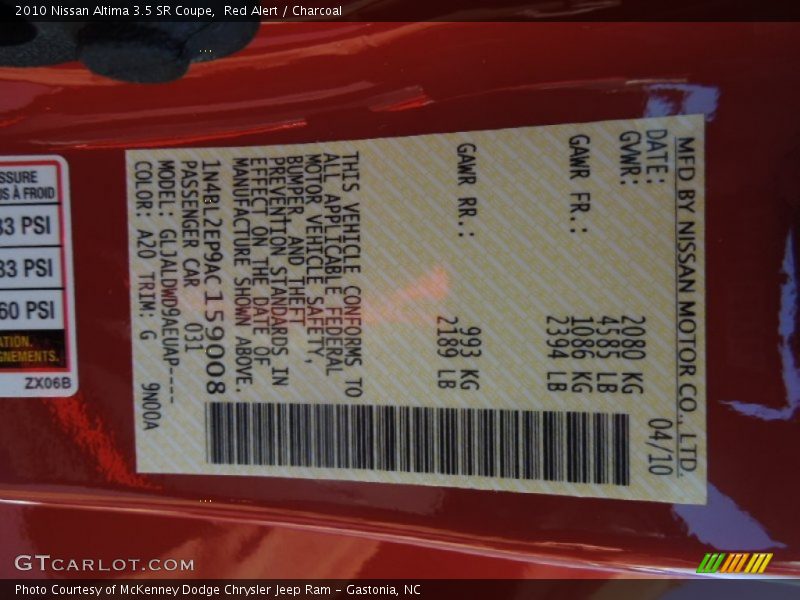 2010 Nissan Altima 3.5 SR Coupe,  Red Alert / Charcoal
MFD BY NISSAN MOTOR CO., LTD.
DATE: 04/10
GVWR: 2080 KG
4585 LB
GAWR FR.: 1086 KG
2394 LB
GAWR RR.: 993 KG
2189 LB
THIS VEHICLE CONFORMS TO
ALL APPLICABLE FEDERAL
MOTOR VEHICLE SAFETY,
BUMPER AND THEFT
PREVENTION STANDARDS IN
EFFECT ON THE DATE OF
MANUFACTURE SHOWN ABOVE.
1N4BL2EP9AC159008
PASSENGER CAR 031
MODEL: GLJALDWD9AEUAP----
COLOR: A20 TRIM: G 9N00A
À FROID
33 PSI
33 PSI
60 PSI
ZX06B
GTCARLOT.COM
Photo Courtesy of McKenney Dodge Chrysler Jeep Ram - Gastonia, NC